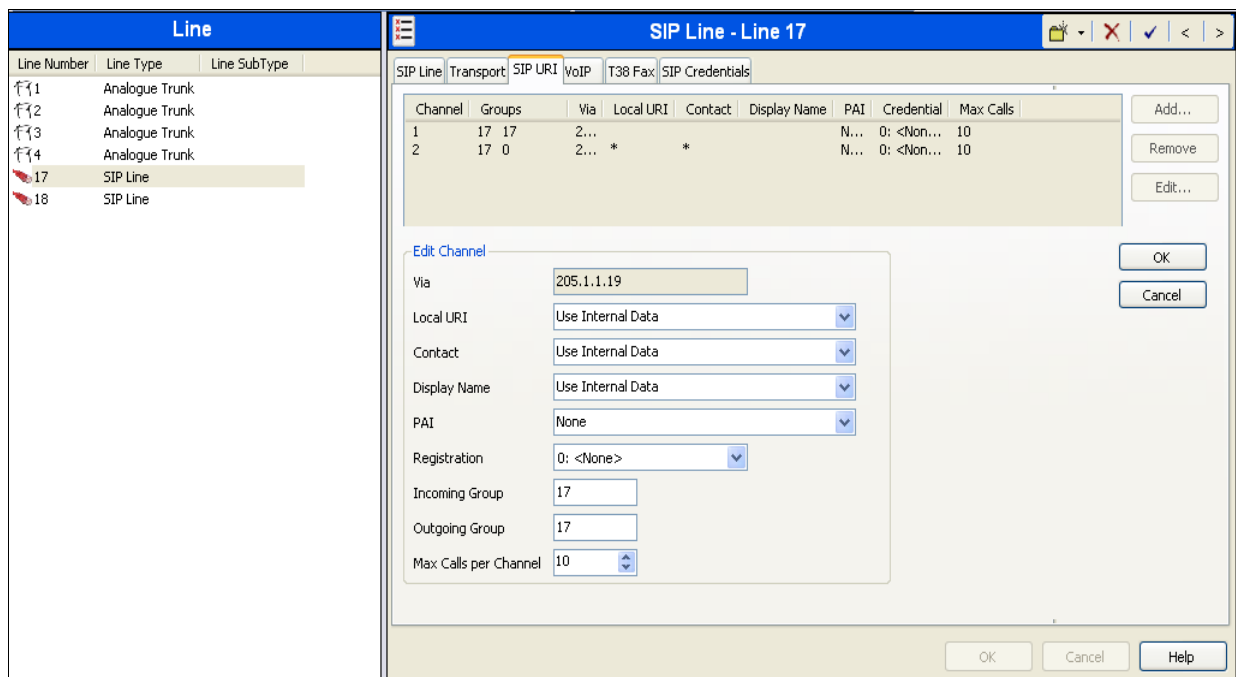 Line
Line Number Line Type Line SubType
1 Analogue Trunk
2 Analogue Trunk
3 Analogue Trunk
4 Analogue Trunk
17 SIP Line
18 SIP Line
SIP Line - Line 17
SIP Line Transport SIP URI VoIP T38 Fax SIP Credentials
Channel Groups Via Local URI Contact Display Name PAI Credential Max Calls
1 17 17 2... N... 0: <Non... 10
2 17 0 2... * * N... 0: <Non... 10
Add...
Remove
Edit...
OK
Cancel
Edit Channel
Via 205.1.1.19
Local URI Use Internal Data
Contact Use Internal Data
Display Name Use Internal Data
PAI None
Registration 0: <None>
Incoming Group 17
Outgoing Group 17
Max Calls per Channel 10
OK Cancel Help